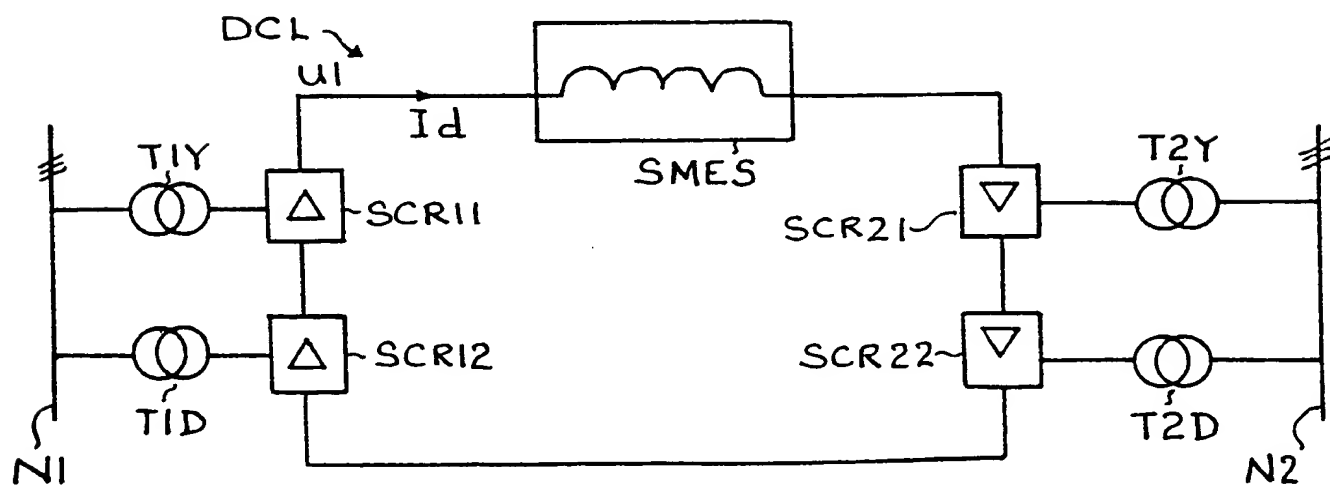 DCL
U1
Id
SMES
T1Y
SCR11
SCR21
T2Y
T1D
SCR12
SCR22
T2D
N1
N2